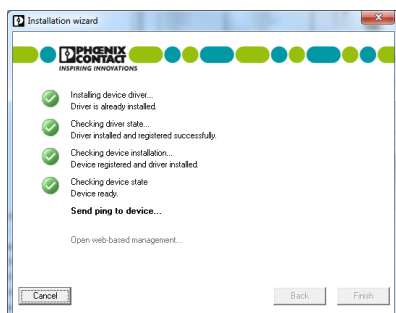 Installation wizard
PHŒNIX
CONTACT
INSPIRING INNOVATIONS
Installing device driver...
Driver is already installed.
Checking driver state...
Driver installed and registered successfully.
Checking device installation...
Device registered and driver installed.
Checking device state
Device ready.
Send ping to device...
Open web-based management...
Cancel
Back
Finish